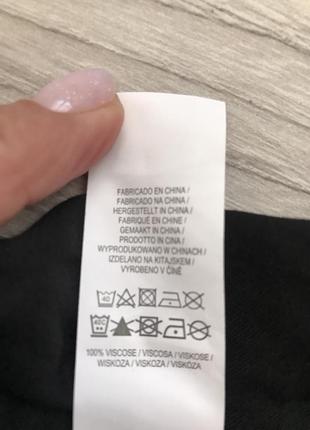 FABRICADO EN CHINA /
FABRICADO NA CHINA /
HERGESTELLT IN CHINA /
FABRIQUÉ EN CHINE /
GEMAAKT IN CHINA /
PRODOTTO IN CINA /
WYPRODUKOWANO W CHINACH /
IZDELANO NA KITAJSKEM /
VYROBENO V ČÍNĚ
40
40C
100% VISCOSE / VISCOSA / VISKOSE /
WISKOZA / VISKOZA / VISKÓZA